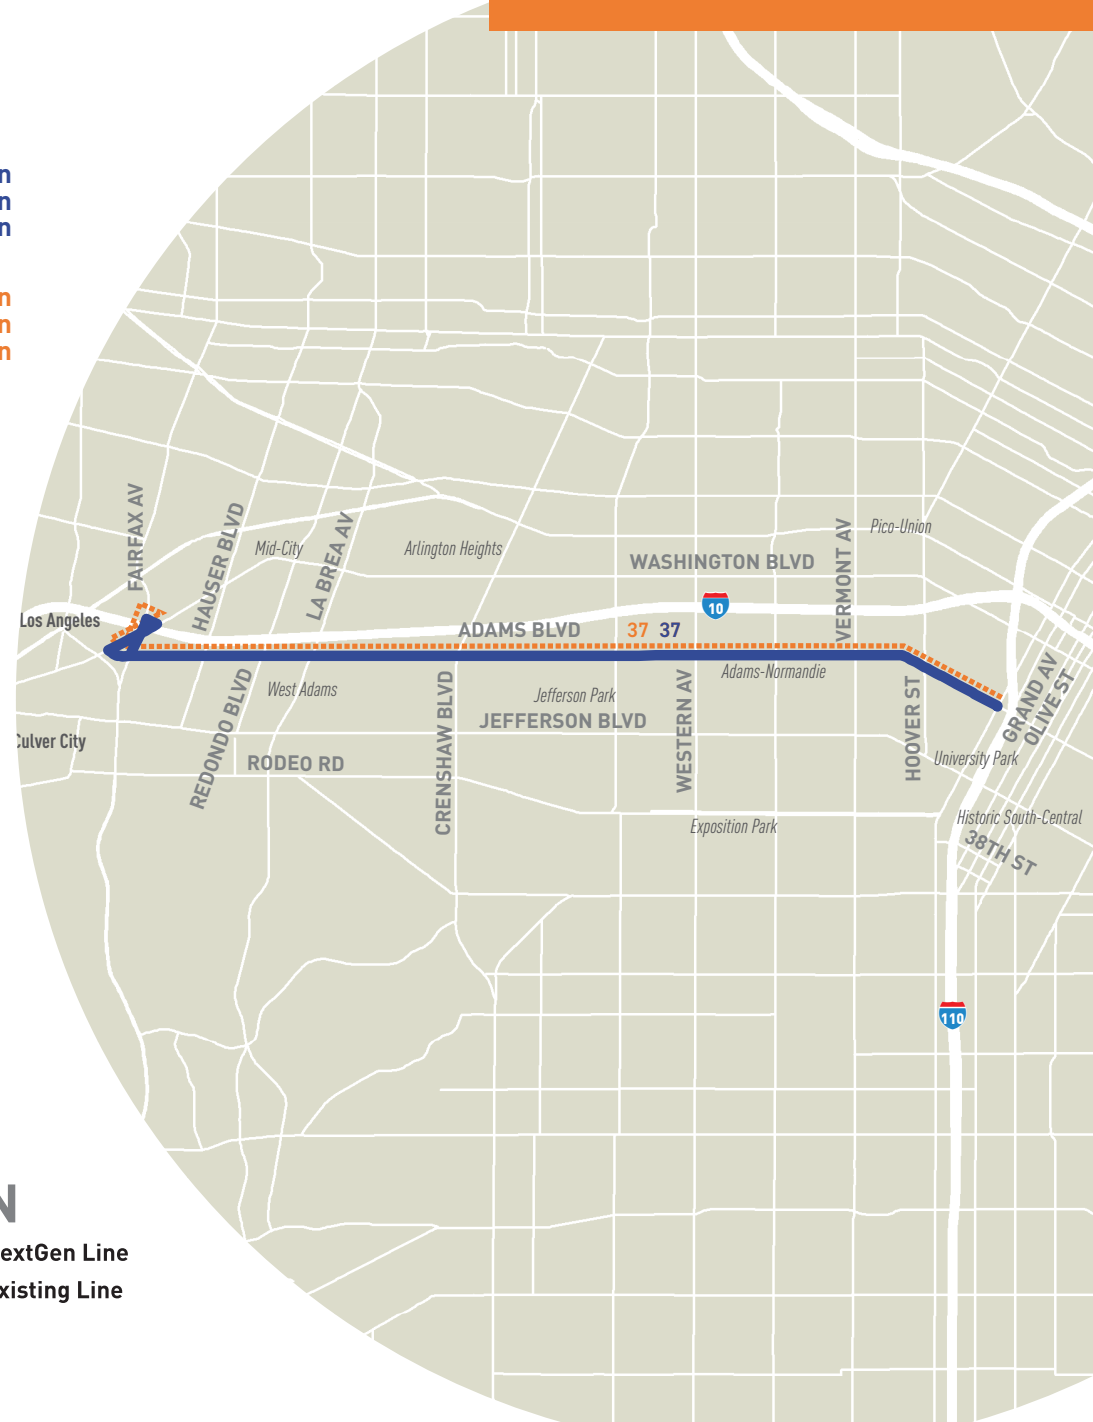 n
n
n
n
n
n
FAIRFAX AV
HAUSER BLVD
Mid-City
LA BREA AV
Arlington Heights
WASHINGTON BLVD
VERMONT AV
Pico-Union
10
Los Angeles
ADAMS BLVD
37 37
Adams-Normandie
West Adams
Jefferson Park
REDONDO BLVD
CRENSHAW BLVD
WESTERN AV
HOOVER ST
GRAND AV
OLIVE ST
JEFFERSON BLVD
Culver City
RODEO RD
University Park
Exposition Park
Historic South-Central
38TH ST
110
N
extGen Line
xisting Line